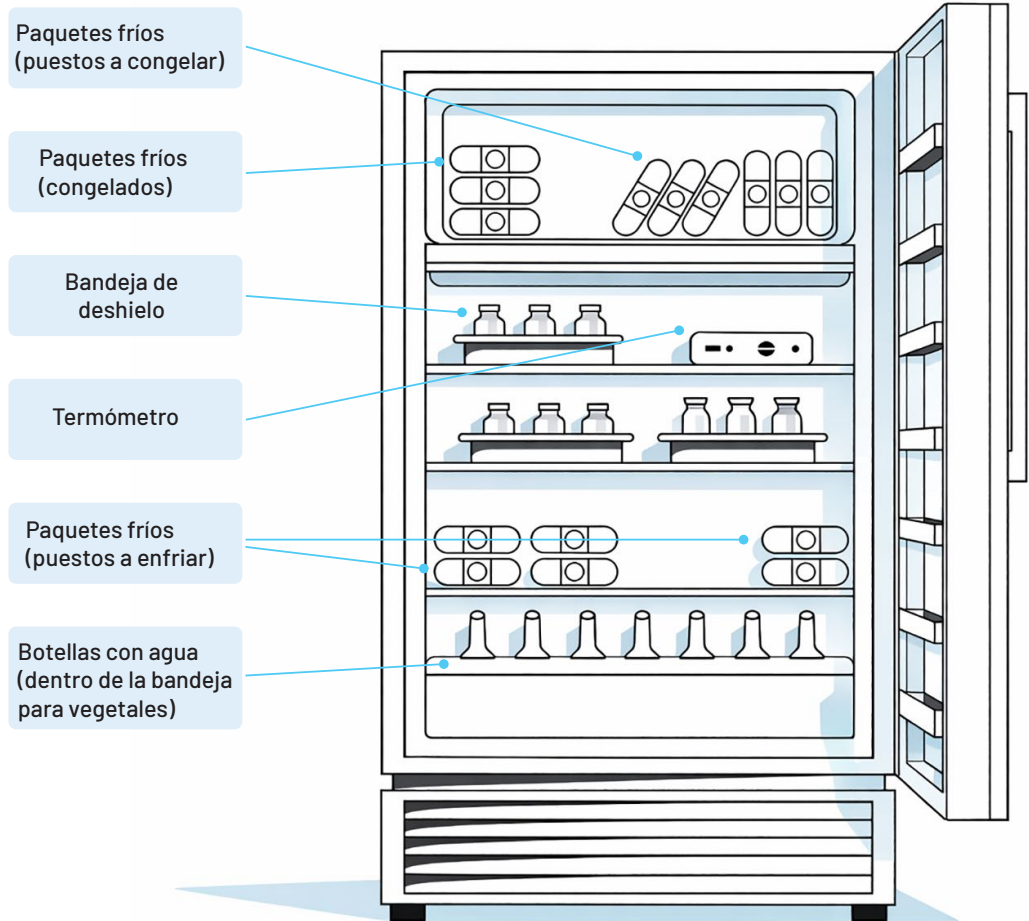 Paquetes fríos
(puestos a congelar)
Paquetes fríos
(congelados)
Bandeja de
deshielo
Termómetro
Paquetes fríos
(puestos a enfriar)
Botellas con agua
(dentro de la bandeja
para vegetales)